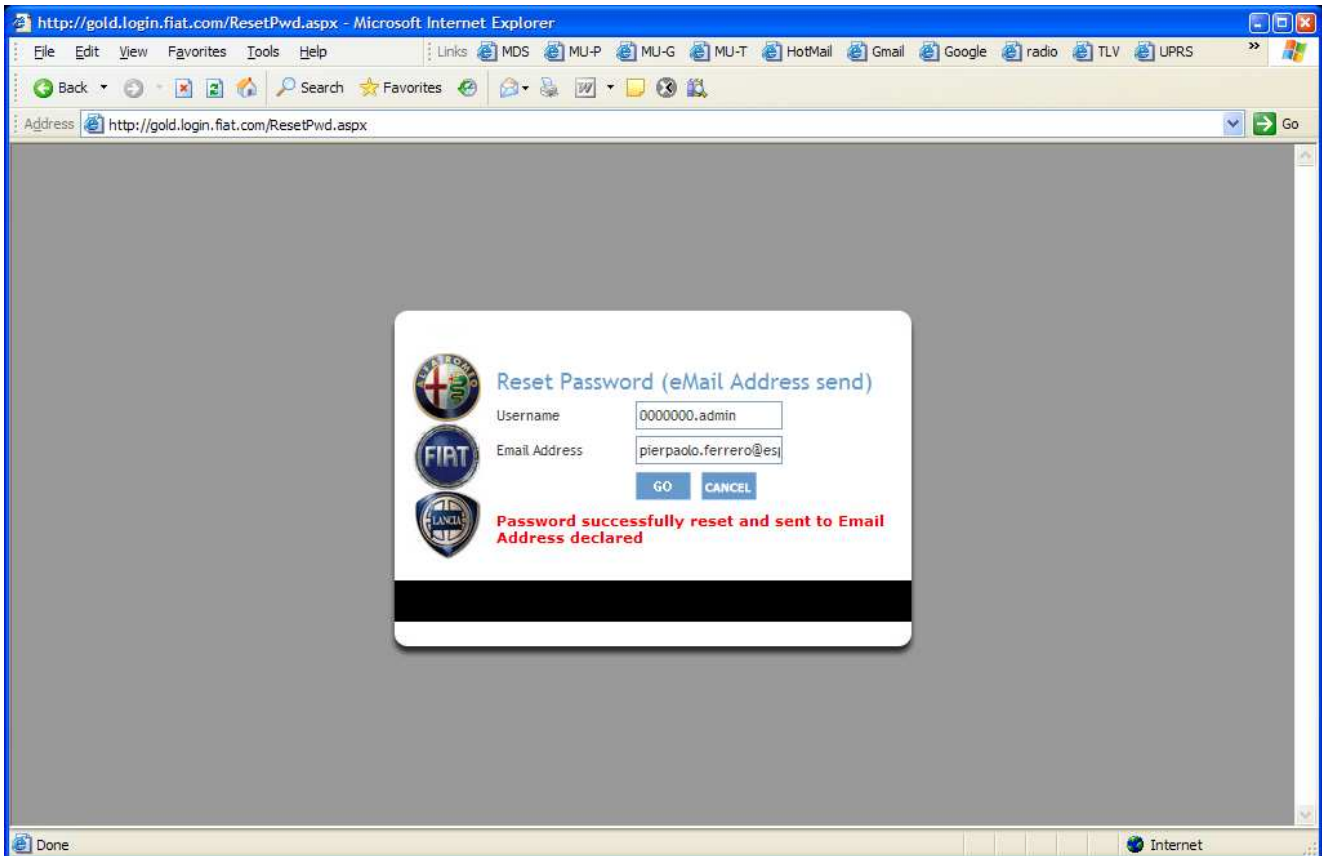 http://gold.login.fiat.com/ResetPwd.aspx - Microsoft Internet Explorer
File Edit View Favorites Tools Help Links MDS MU-P MU-G MU-T HotMail Gmail Google radio TLV UPRS »
Back Search Favorites
Address http://gold.login.fiat.com/ResetPwd.aspx Go
ALFA ROMEO
Reset Password (eMail Address send)
Username 0000000.admin
FIAT
Email Address pierpaolo.ferrero@esp
GO CANCEL
LANCIA
Password successfully reset and sent to Email
Address declared
Done Internet